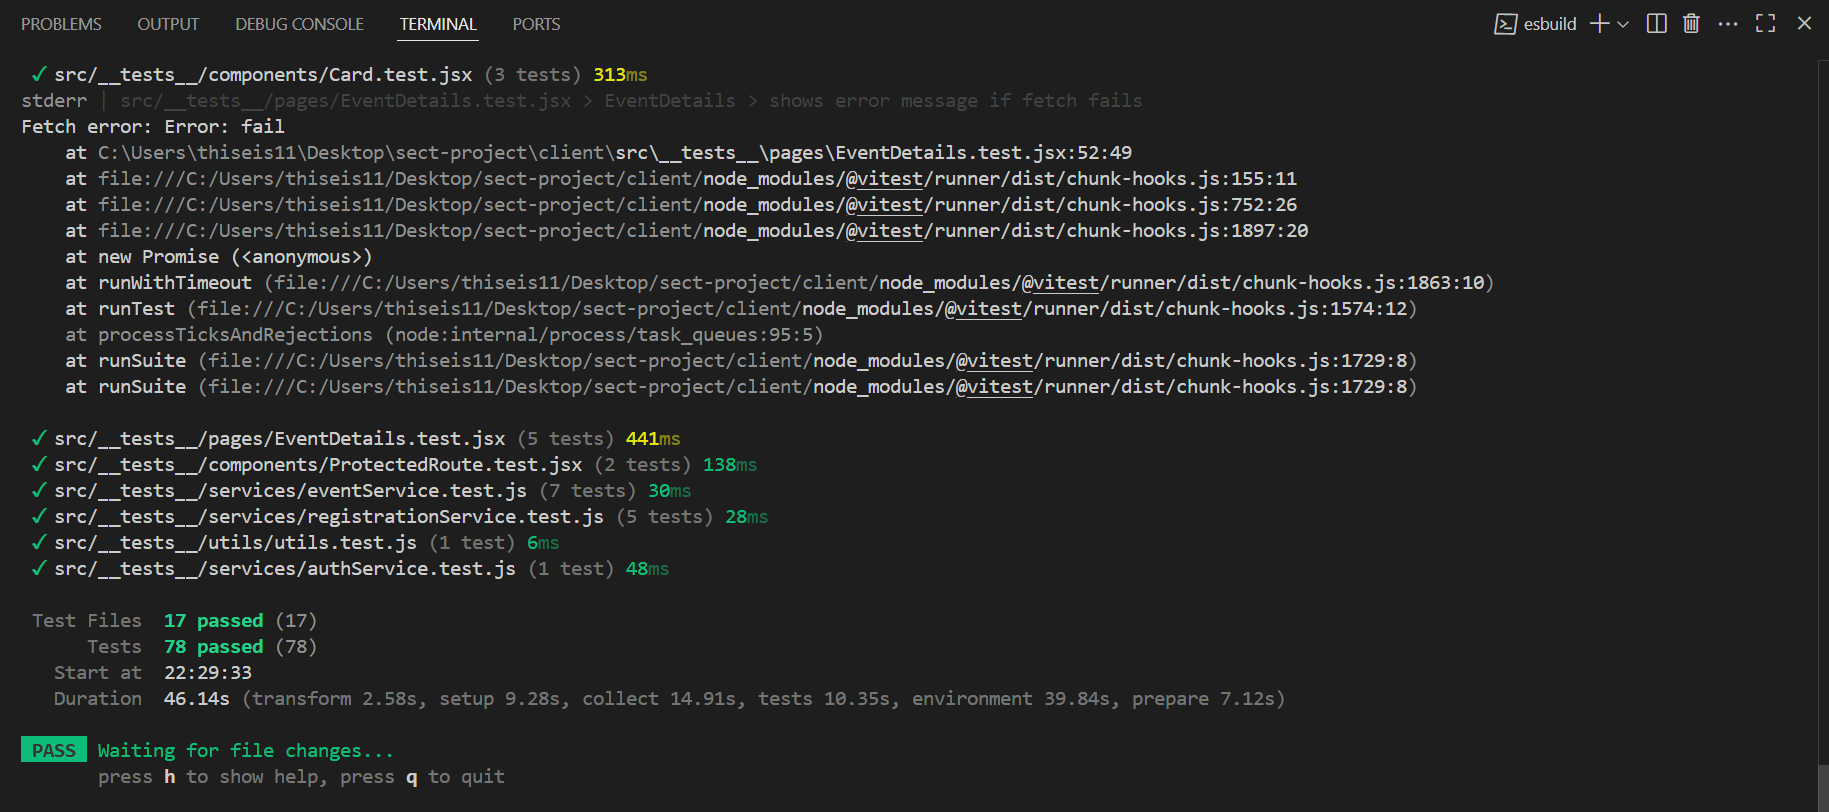 PROBLEMS OUTPUT DEBUG CONSOLE TERMINAL PORTS esbuild
✓ src/__tests__/components/Card.test.jsx (3 tests) 313ms
stderr | src/__tests__/pages/EventDetails.test.jsx > EventDetails > shows error message if fetch fails
Fetch error: Error: fail
    at C:\Users\thiseis11\Desktop\sect-project\client\src\__tests__\pages\EventDetails.test.jsx:52:49
    at file:///C:/Users/thiseis11/Desktop/sect-project/client/node_modules/@vitest/runner/dist/chunk-hooks.js:155:11
    at file:///C:/Users/thiseis11/Desktop/sect-project/client/node_modules/@vitest/runner/dist/chunk-hooks.js:752:26
    at file:///C:/Users/thiseis11/Desktop/sect-project/client/node_modules/@vitest/runner/dist/chunk-hooks.js:1897:20
    at new Promise (<anonymous>)
    at runWithTimeout (file:///C:/Users/thiseis11/Desktop/sect-project/client/node_modules/@vitest/runner/dist/chunk-hooks.js:1863:10)
    at runTest (file:///C:/Users/thiseis11/Desktop/sect-project/client/node_modules/@vitest/runner/dist/chunk-hooks.js:1574:12)
    at processTicksAndRejections (node:internal/process/task_queues:95:5)
    at runSuite (file:///C:/Users/thiseis11/Desktop/sect-project/client/node_modules/@vitest/runner/dist/chunk-hooks.js:1729:8)
    at runSuite (file:///C:/Users/thiseis11/Desktop/sect-project/client/node_modules/@vitest/runner/dist/chunk-hooks.js:1729:8)
✓ src/__tests__/pages/EventDetails.test.jsx (5 tests) 441ms
✓ src/__tests__/components/ProtectedRoute.test.jsx (2 tests) 138ms
✓ src/__tests__/services/eventService.test.js (7 tests) 30ms
✓ src/__tests__/services/registrationService.test.js (5 tests) 28ms
✓ src/__tests__/utils/utils.test.js (1 test) 6ms
✓ src/__tests__/services/authService.test.js (1 test) 48ms
Test Files 17 passed (17)
Tests 78 passed (78)
Start at 22:29:33
Duration 46.14s (transform 2.58s, setup 9.28s, collect 14.91s, tests 10.35s, environment 39.84s, prepare 7.12s)
PASS Waiting for file changes...
press h to show help, press q to quit